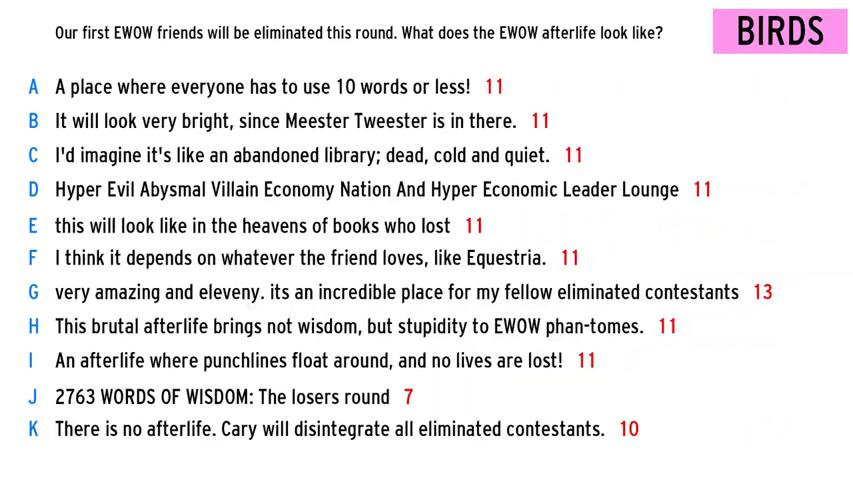 Our first EWOW friends will be eliminated this round. What does the EWOW afterlife look like?
BIRDS
A A place where everyone has to use 10 words or less! 11
B It will look very bright, since Meester Tweester is in there. 11
C I'd imagine it's like an abandoned library; dead, cold and quiet. 11
D Hyper Evil Abysmal Villain Economy Nation And Hyper Economic Leader Lounge 11
E this will look like in the heavens of books who lost 11
F I think it depends on whatever the friend loves, like Equestria. 11
G very amazing and eleveny. its an incredible place for my fellow eliminated contestants 13
H This brutal afterlife brings not wisdom, but stupidity to EWOW phan-tomes. 11
I An afterlife where punchlines float around, and no lives are lost! 11
J 2763 WORDS OF WISDOM: The losers round 7
K There is no afterlife. Cary will disintegrate all eliminated contestants. 10